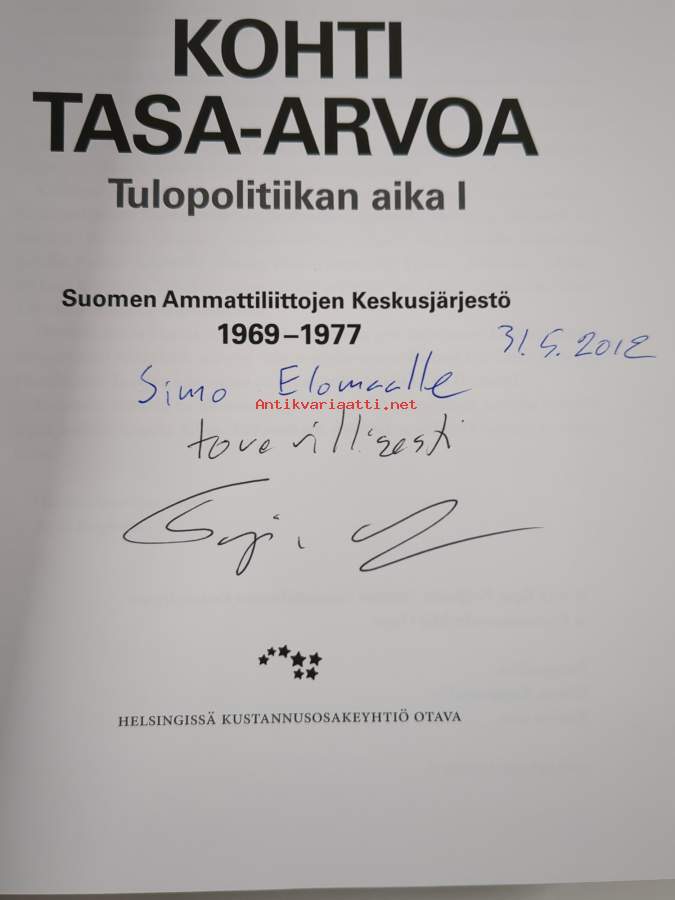 KOHTI
TASA-ARVOA
Tulopolitiikan aika I
Suomen Ammattiliittojen Keskusjärjestö
1969–1977
31.5.2012
Simo Elomaalle
Antikvariaatti.net
toverillisesti
HELSINGISSÄ KUSTANNUSOSAKEYHTIÖ OTAVA